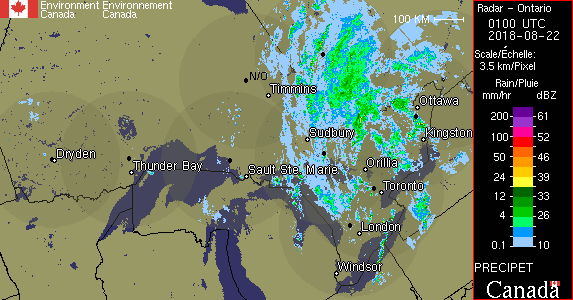 Environment Environnement
Canada Canada
100 KM
N/O
Timmins
Ottawa
Sudbury
Kingston
Dryden
Thunder Bay
Sault Ste. Marie
Orillia
Toronto
London
Windsor
Radar - Ontario
0100 UTC
2018-08-22
Scale/Échelle:
3.5 km/Pixel
Rain/Pluie
mm/hr dBZ
200 61
100 52
50 46
24 39
12 33
4 26
0.1 10
PRECIPET
Canada